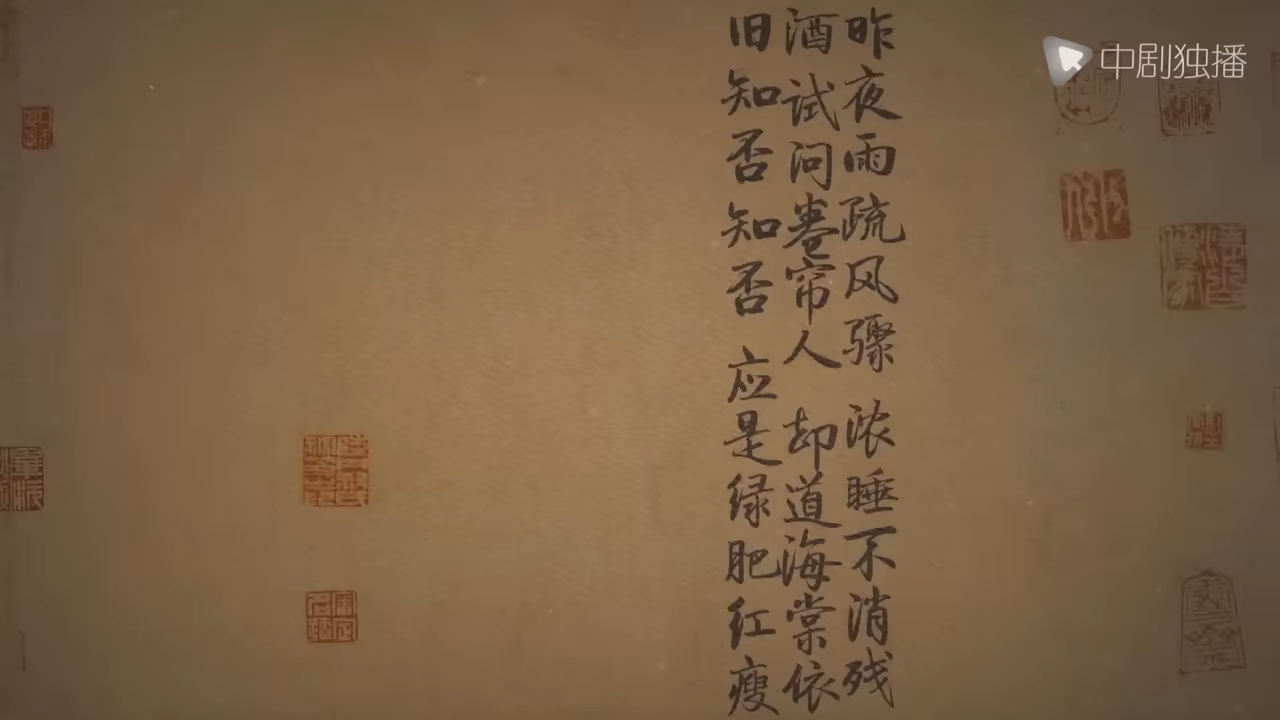 昨夜雨疏风骤 浓睡不消残
酒试问卷帘人 却道海棠依
旧知否知否 应是绿肥红瘦
中剧独播